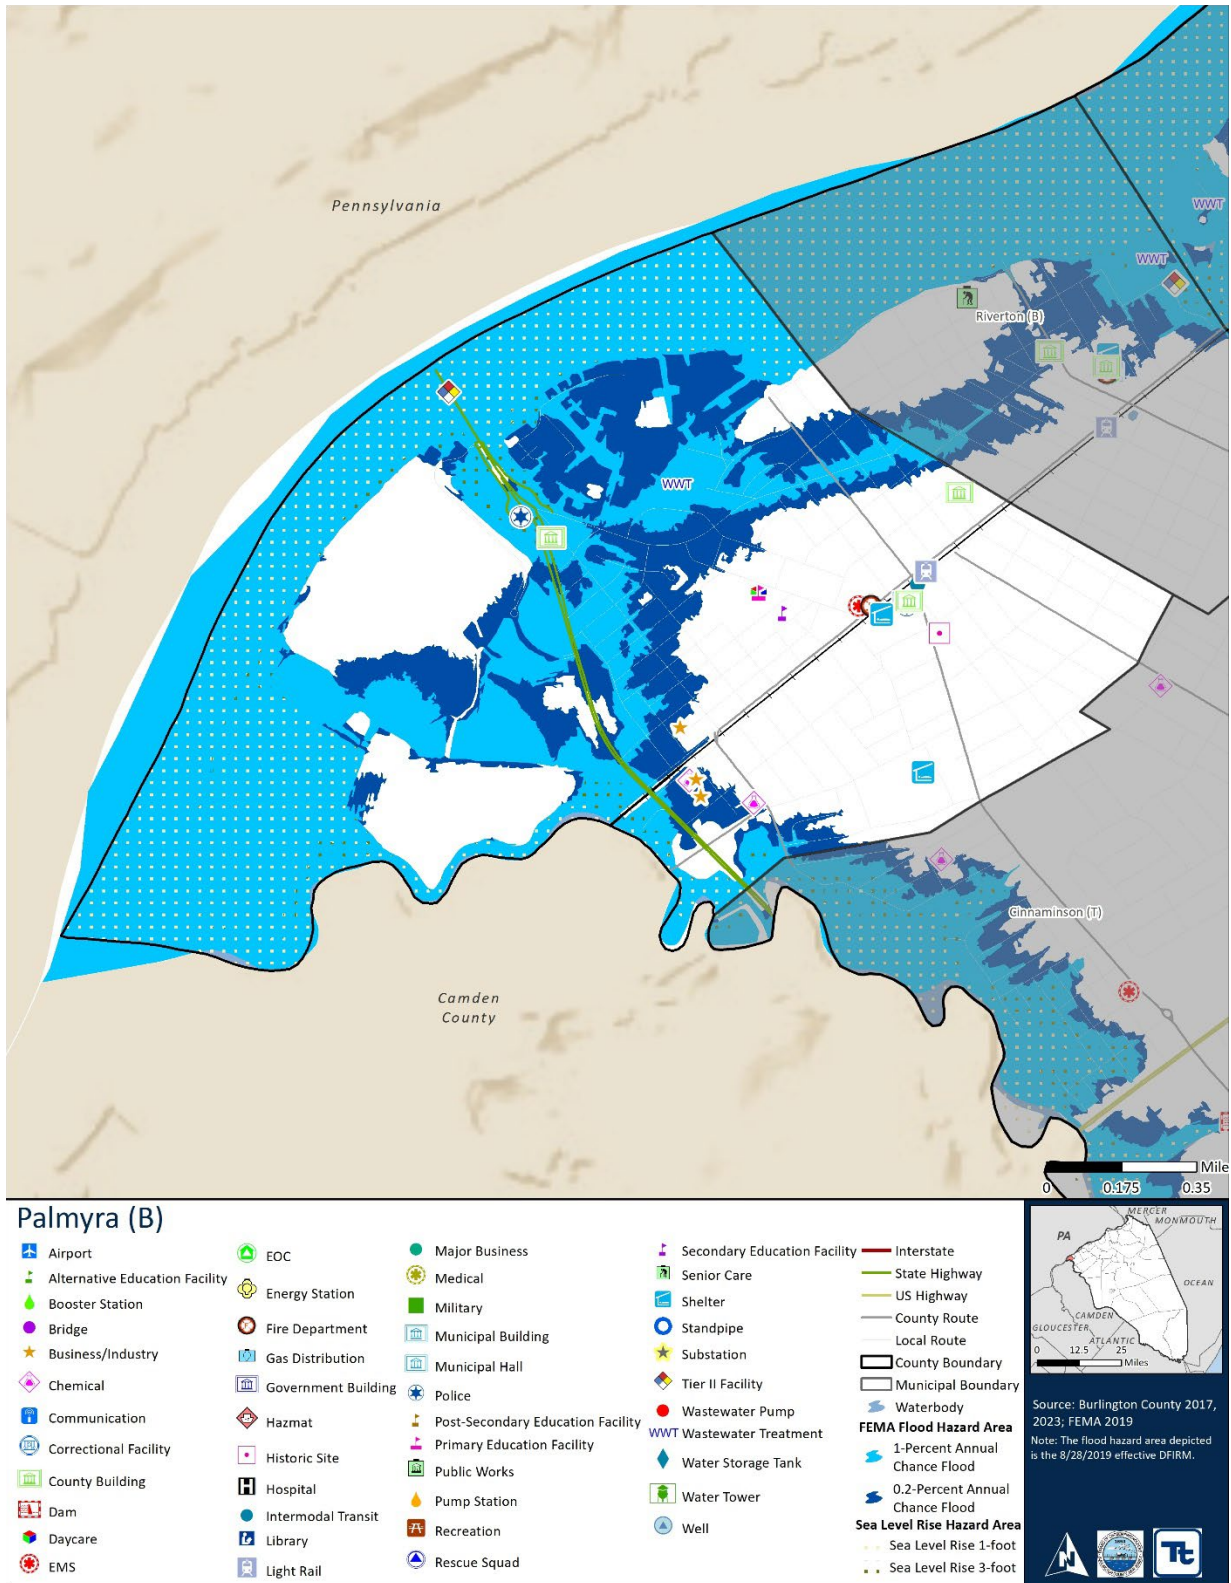 Pennsylvania
WWT
WWT
Riverton (B)
WWT
Cinnaminson (T)
Camden
County
Mile
0 0.175 0.35
Palmyra (B)
Airport
Alternative Education Facility
Booster Station
Bridge
Business/Industry
Chemical
Communication
Correctional Facility
County Building
Dam
Daycare
EMS
EOC
Energy Station
Fire Department
Gas Distribution
Government Building
Hazmat
Historic Site
Hospital
Intermodal Transit
Library
Light Rail
Major Business
Medical
Military
Municipal Building
Municipal Hall
Police
Post-Secondary Education Facility
Primary Education Facility
Public Works
Pump Station
Recreation
Rescue Squad
Secondary Education Facility
Senior Care
Shelter
Standpipe
Substation
Tier II Facility
Wastewater Pump
WWT Wastewater Treatment
Water Storage Tank
Water Tower
Well
Interstate
State Highway
US Highway
County Route
Local Route
County Boundary
Municipal Boundary
Waterbody
FEMA Flood Hazard Area
1-Percent Annual
Chance Flood
0.2-Percent Annual
Chance Flood
Sea Level Rise Hazard Area
Sea Level Rise 1-foot
Sea Level Rise 3-foot
MERCER
MONMOUTH
PA
OCEAN
CAMDEN
GLOUCESTER
ATLANTIC
0 12.5 25
Miles
Source: Burlington County 2017,
2023; FEMA 2019
Note: The flood hazard area depicted
is the 8/28/2019 effective DFIRM.
N
Tt